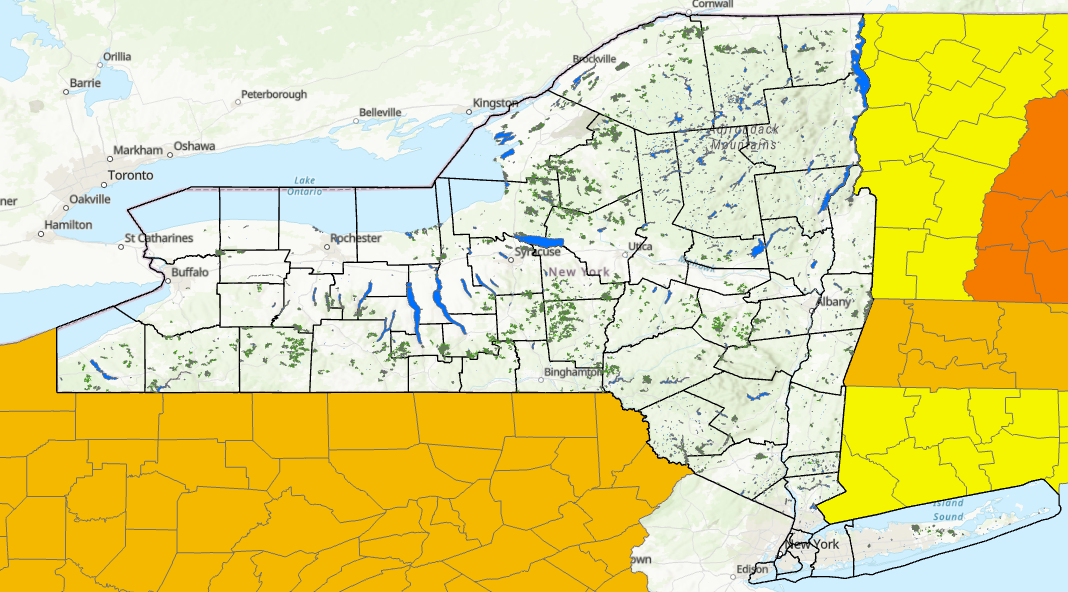 Cornwall
Orillia
Brockville
Barrie
Peterborough
Kingston
Belleville
Adirondack
Mountains
Markham
Oshawa
Toronto
Lake
Ontario
ner
Oakville
Hamilton
St Catharines
Rochester
Utica
Syracuse
Buffalo
New York
Albany
Binghamton
Island
Sound
New York
own
Edison